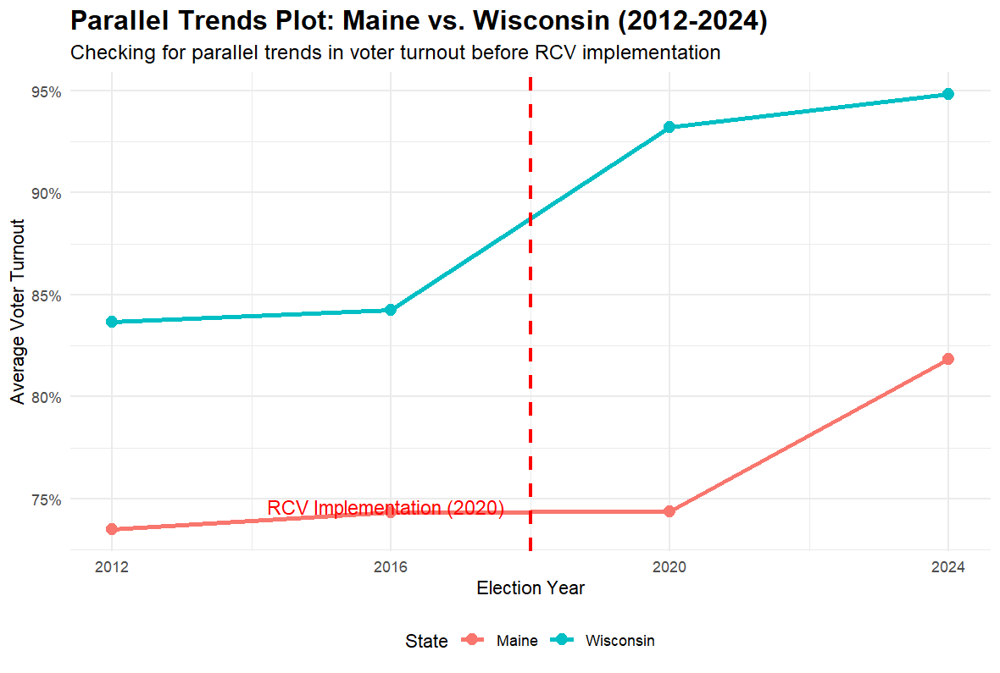 Parallel Trends Plot: Maine vs. Wisconsin (2012-2024)
Checking for parallel trends in voter turnout before RCV implementation
95%
90%
85%
80%
75%
Average Voter Turnout
RCV Implementation (2020)
2012 2016 2020 2024
Election Year
State Maine Wisconsin